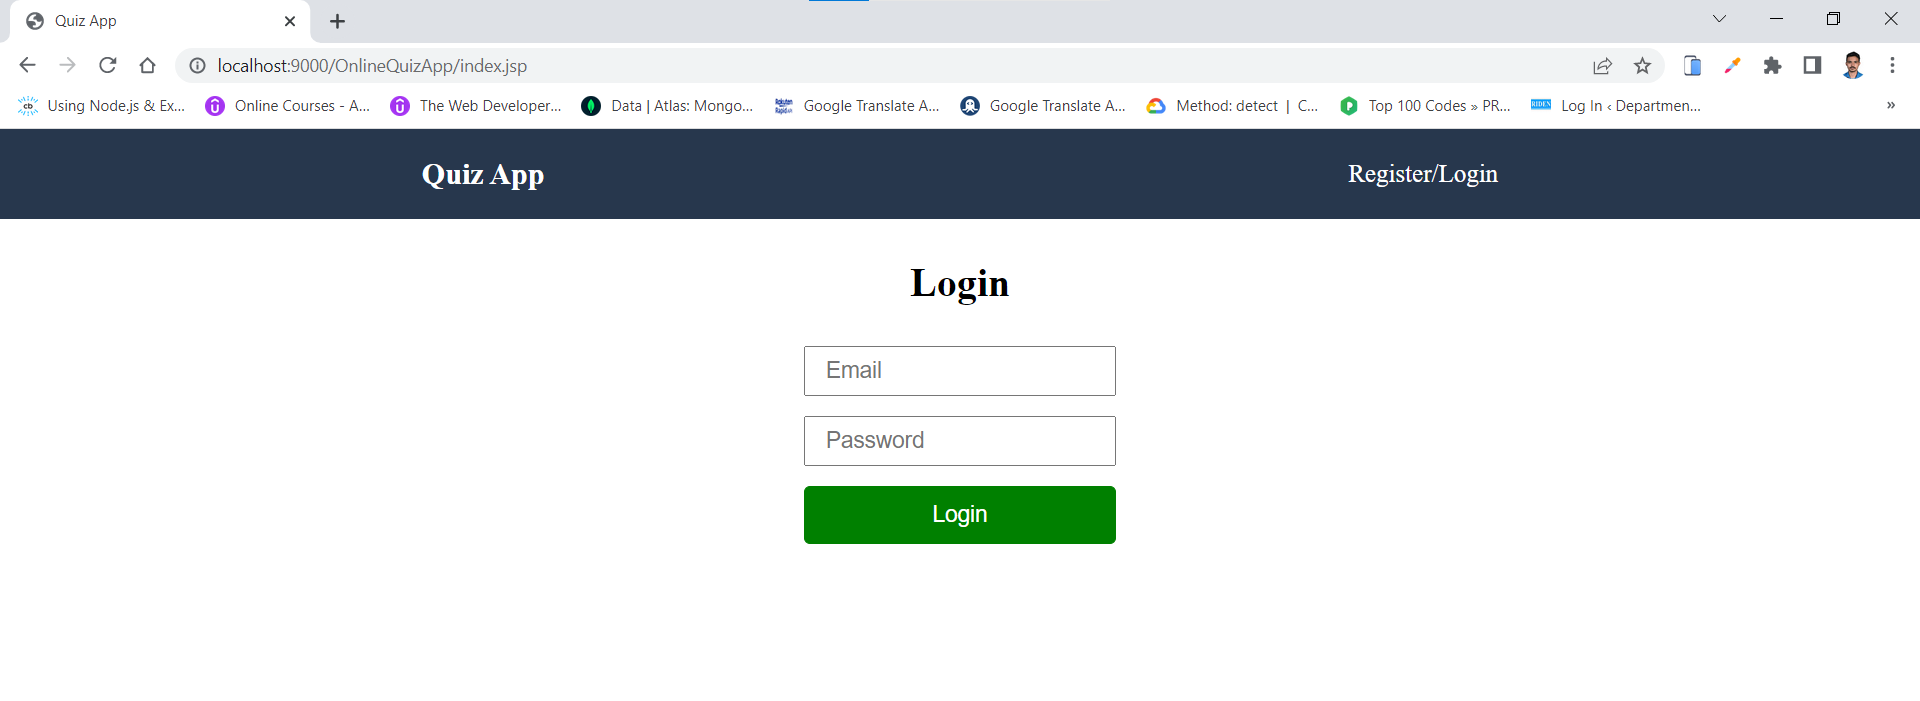 Quiz App
localhost:9000/OnlineQuizApp/index.jsp
Using Node.js & Ex... Online Courses - A... The Web Developer... Data | Atlas: Mongo... Google Translate A... Google Translate A... Method: detect | C... Top 100 Codes » PR... RIDEN Log In ‹ Departmen... »
Quiz App Register/Login
Login
Email
Password
Login